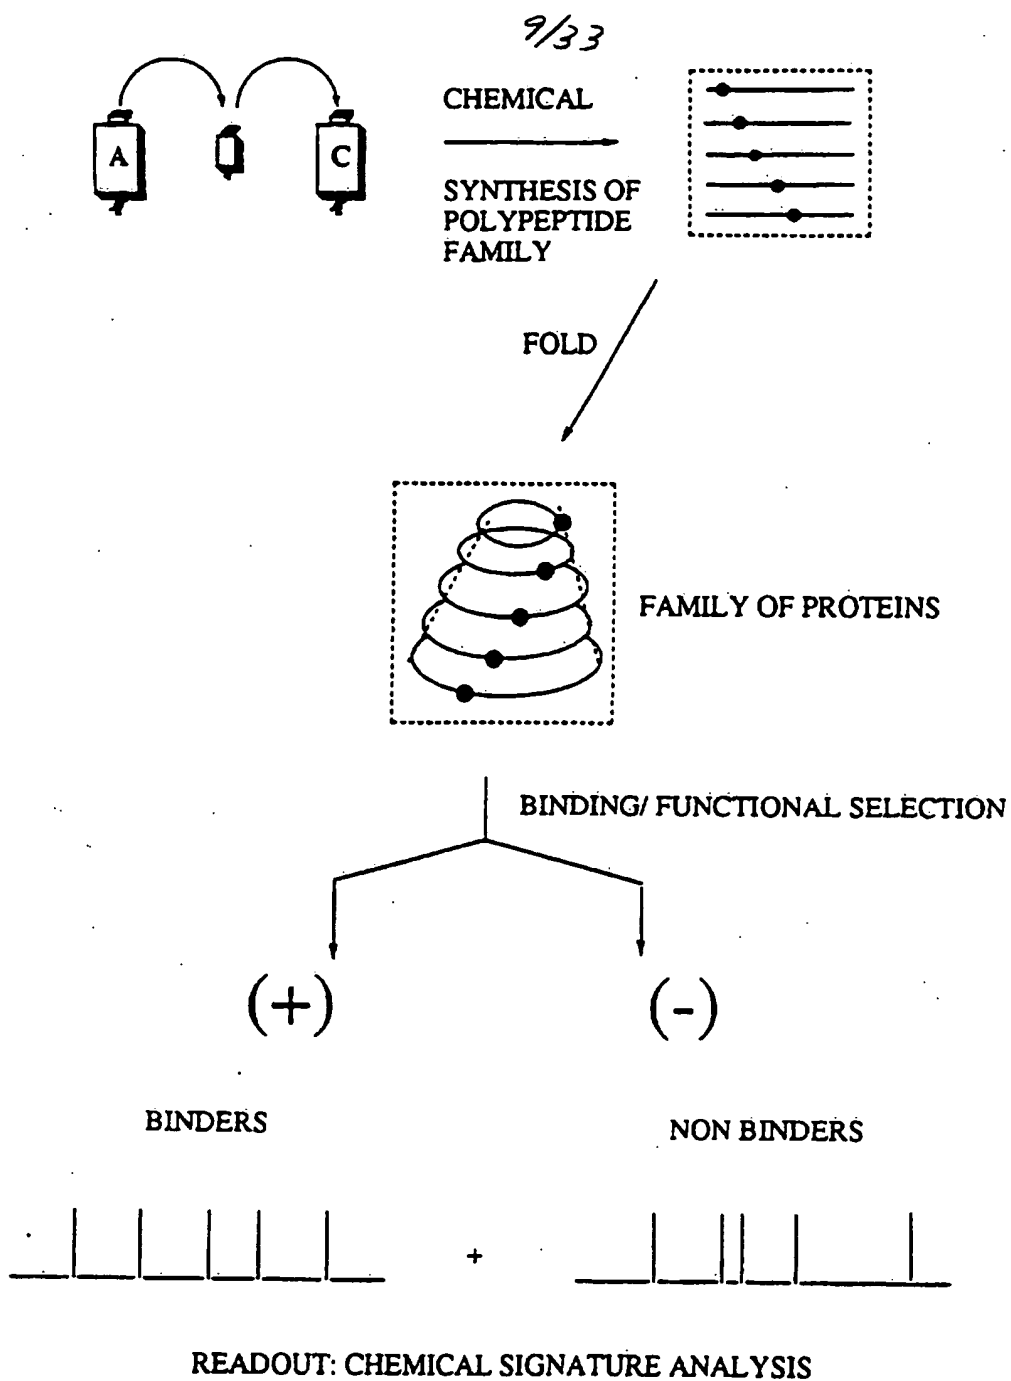 9/33
A
C
CHEMICAL
SYNTHESIS OF
POLYPEPTIDE
FAMILY
FOLD
FAMILY OF PROTEINS
BINDING/ FUNCTIONAL SELECTION
(+)
(-)
BINDERS
NON BINDERS
+
READOUT: CHEMICAL SIGNATURE ANALYSIS